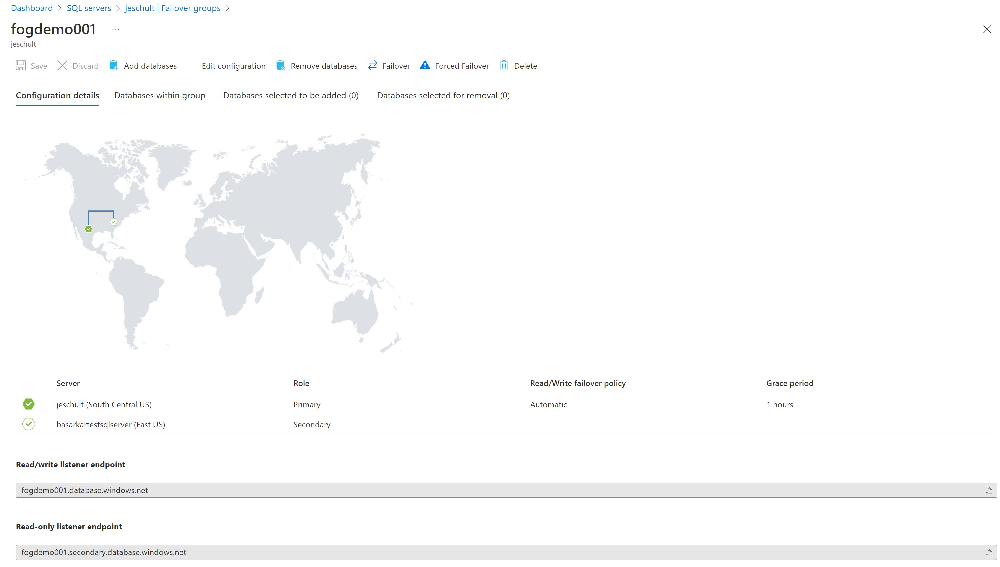 Dashboard > SQL servers > jeschult | Failover groups >
fogdemo001 ...
jeschult
Save Discard Add databases Edit configuration Remove databases Failover Forced Failover Delete
Configuration details Databases within group Databases selected to be added (0) Databases selected for removal (0)
Server Role Read/Write failover policy Grace period
jeschult (South Central US) Primary Automatic 1 hours
basarkartestsqlserver (East US) Secondary
Read/write listener endpoint
fogdemo001.database.windows.net
Read-only listener endpoint
fogdemo001.secondary.database.windows.net